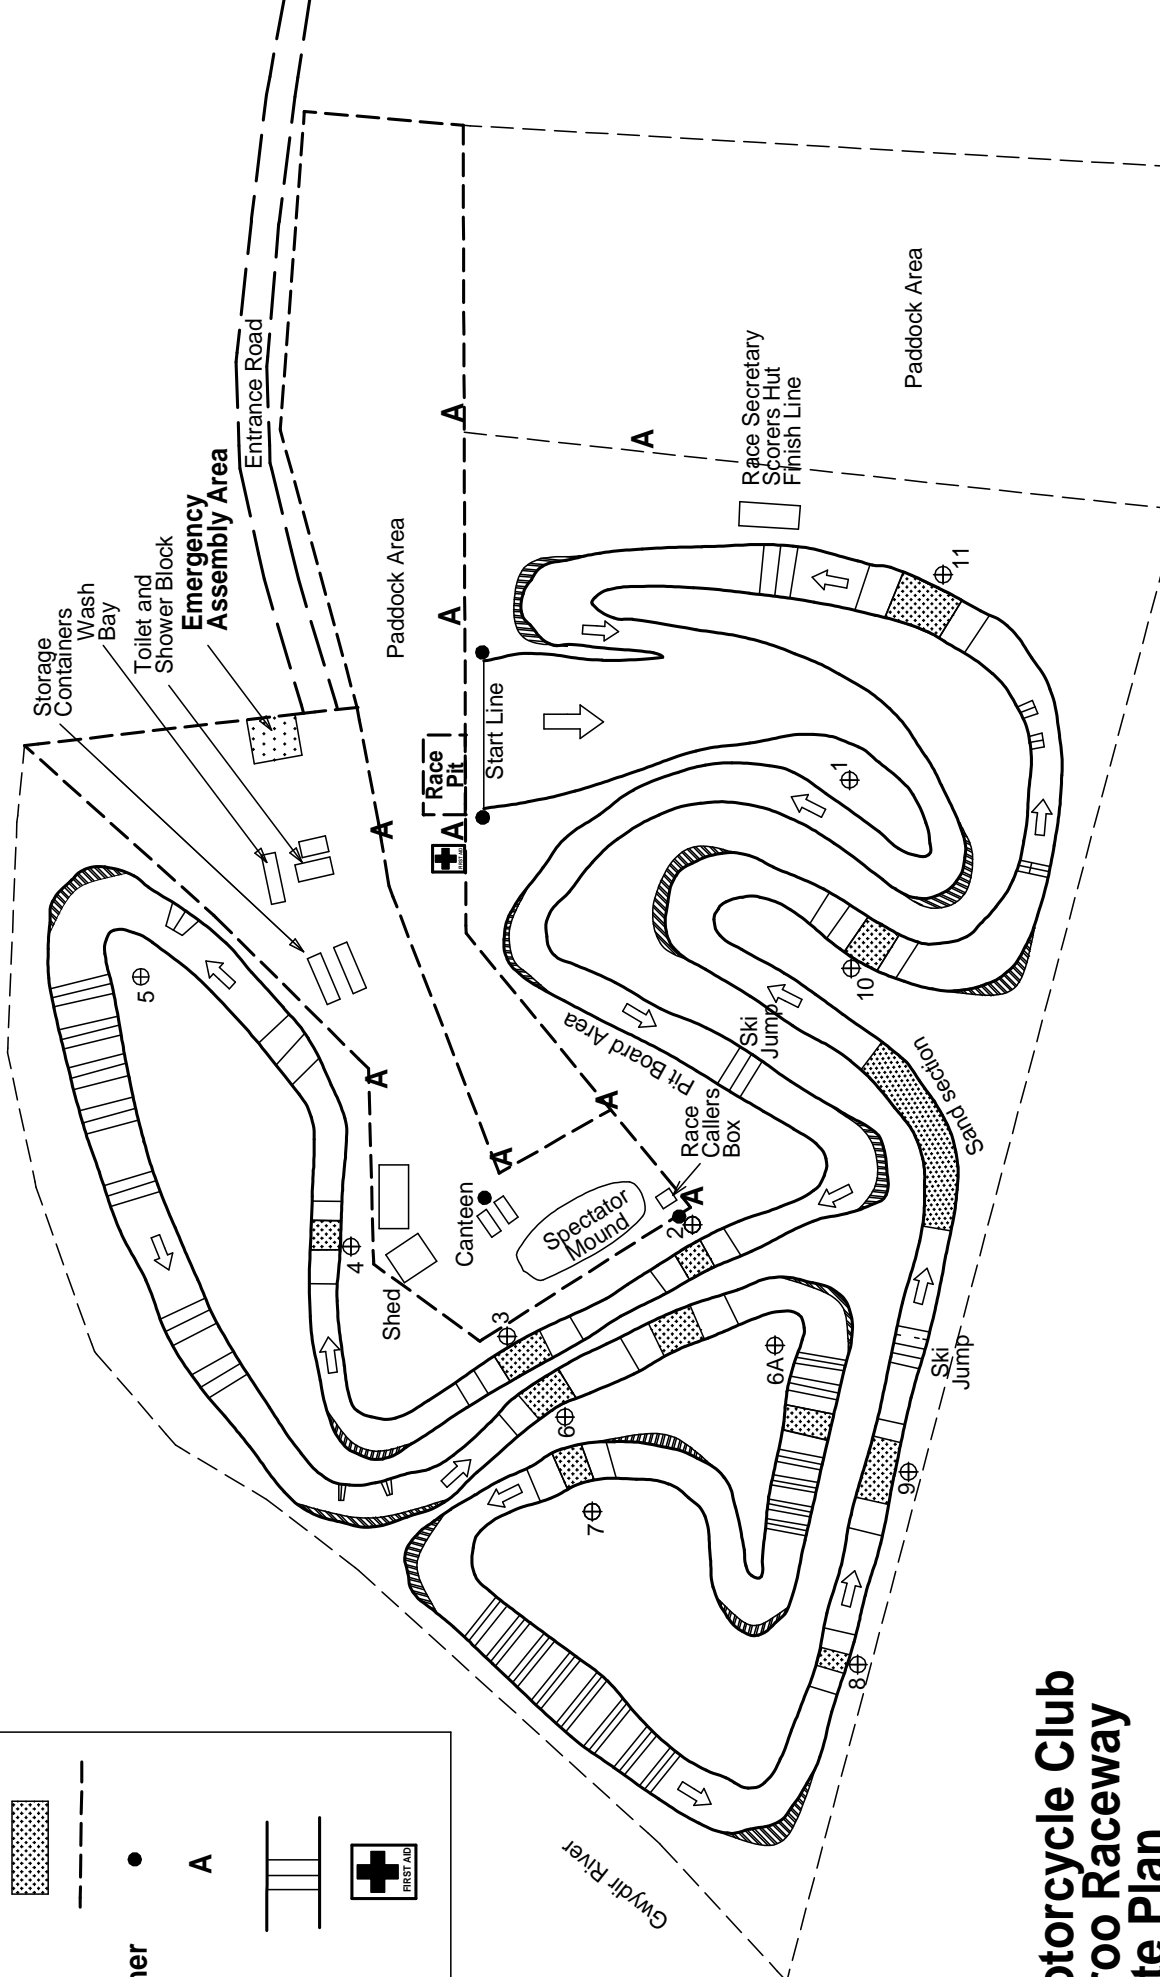 Entrance Road
Storage
Containers
Wash
Bay
Toilet and
Shower Block
Emergency
Assembly Area
Paddock Area
Paddock Area
A
A
A
A
A
A
A
A
A
Race
Pit
FIRST AID
Start Line
Race Secretary
Scorers Hut
Finish Line
11
1
10
5
Pit Board Area
Ski
Jump
Sand section
Race
Callers
Box
Canteen
Spectator
Mound
2
4
3
Shed
6A
6
7
Ski
Jump
9
8
Gwydir River
A
FIRST AID
otorcycle Club
roo Raceway
te Plan
ner